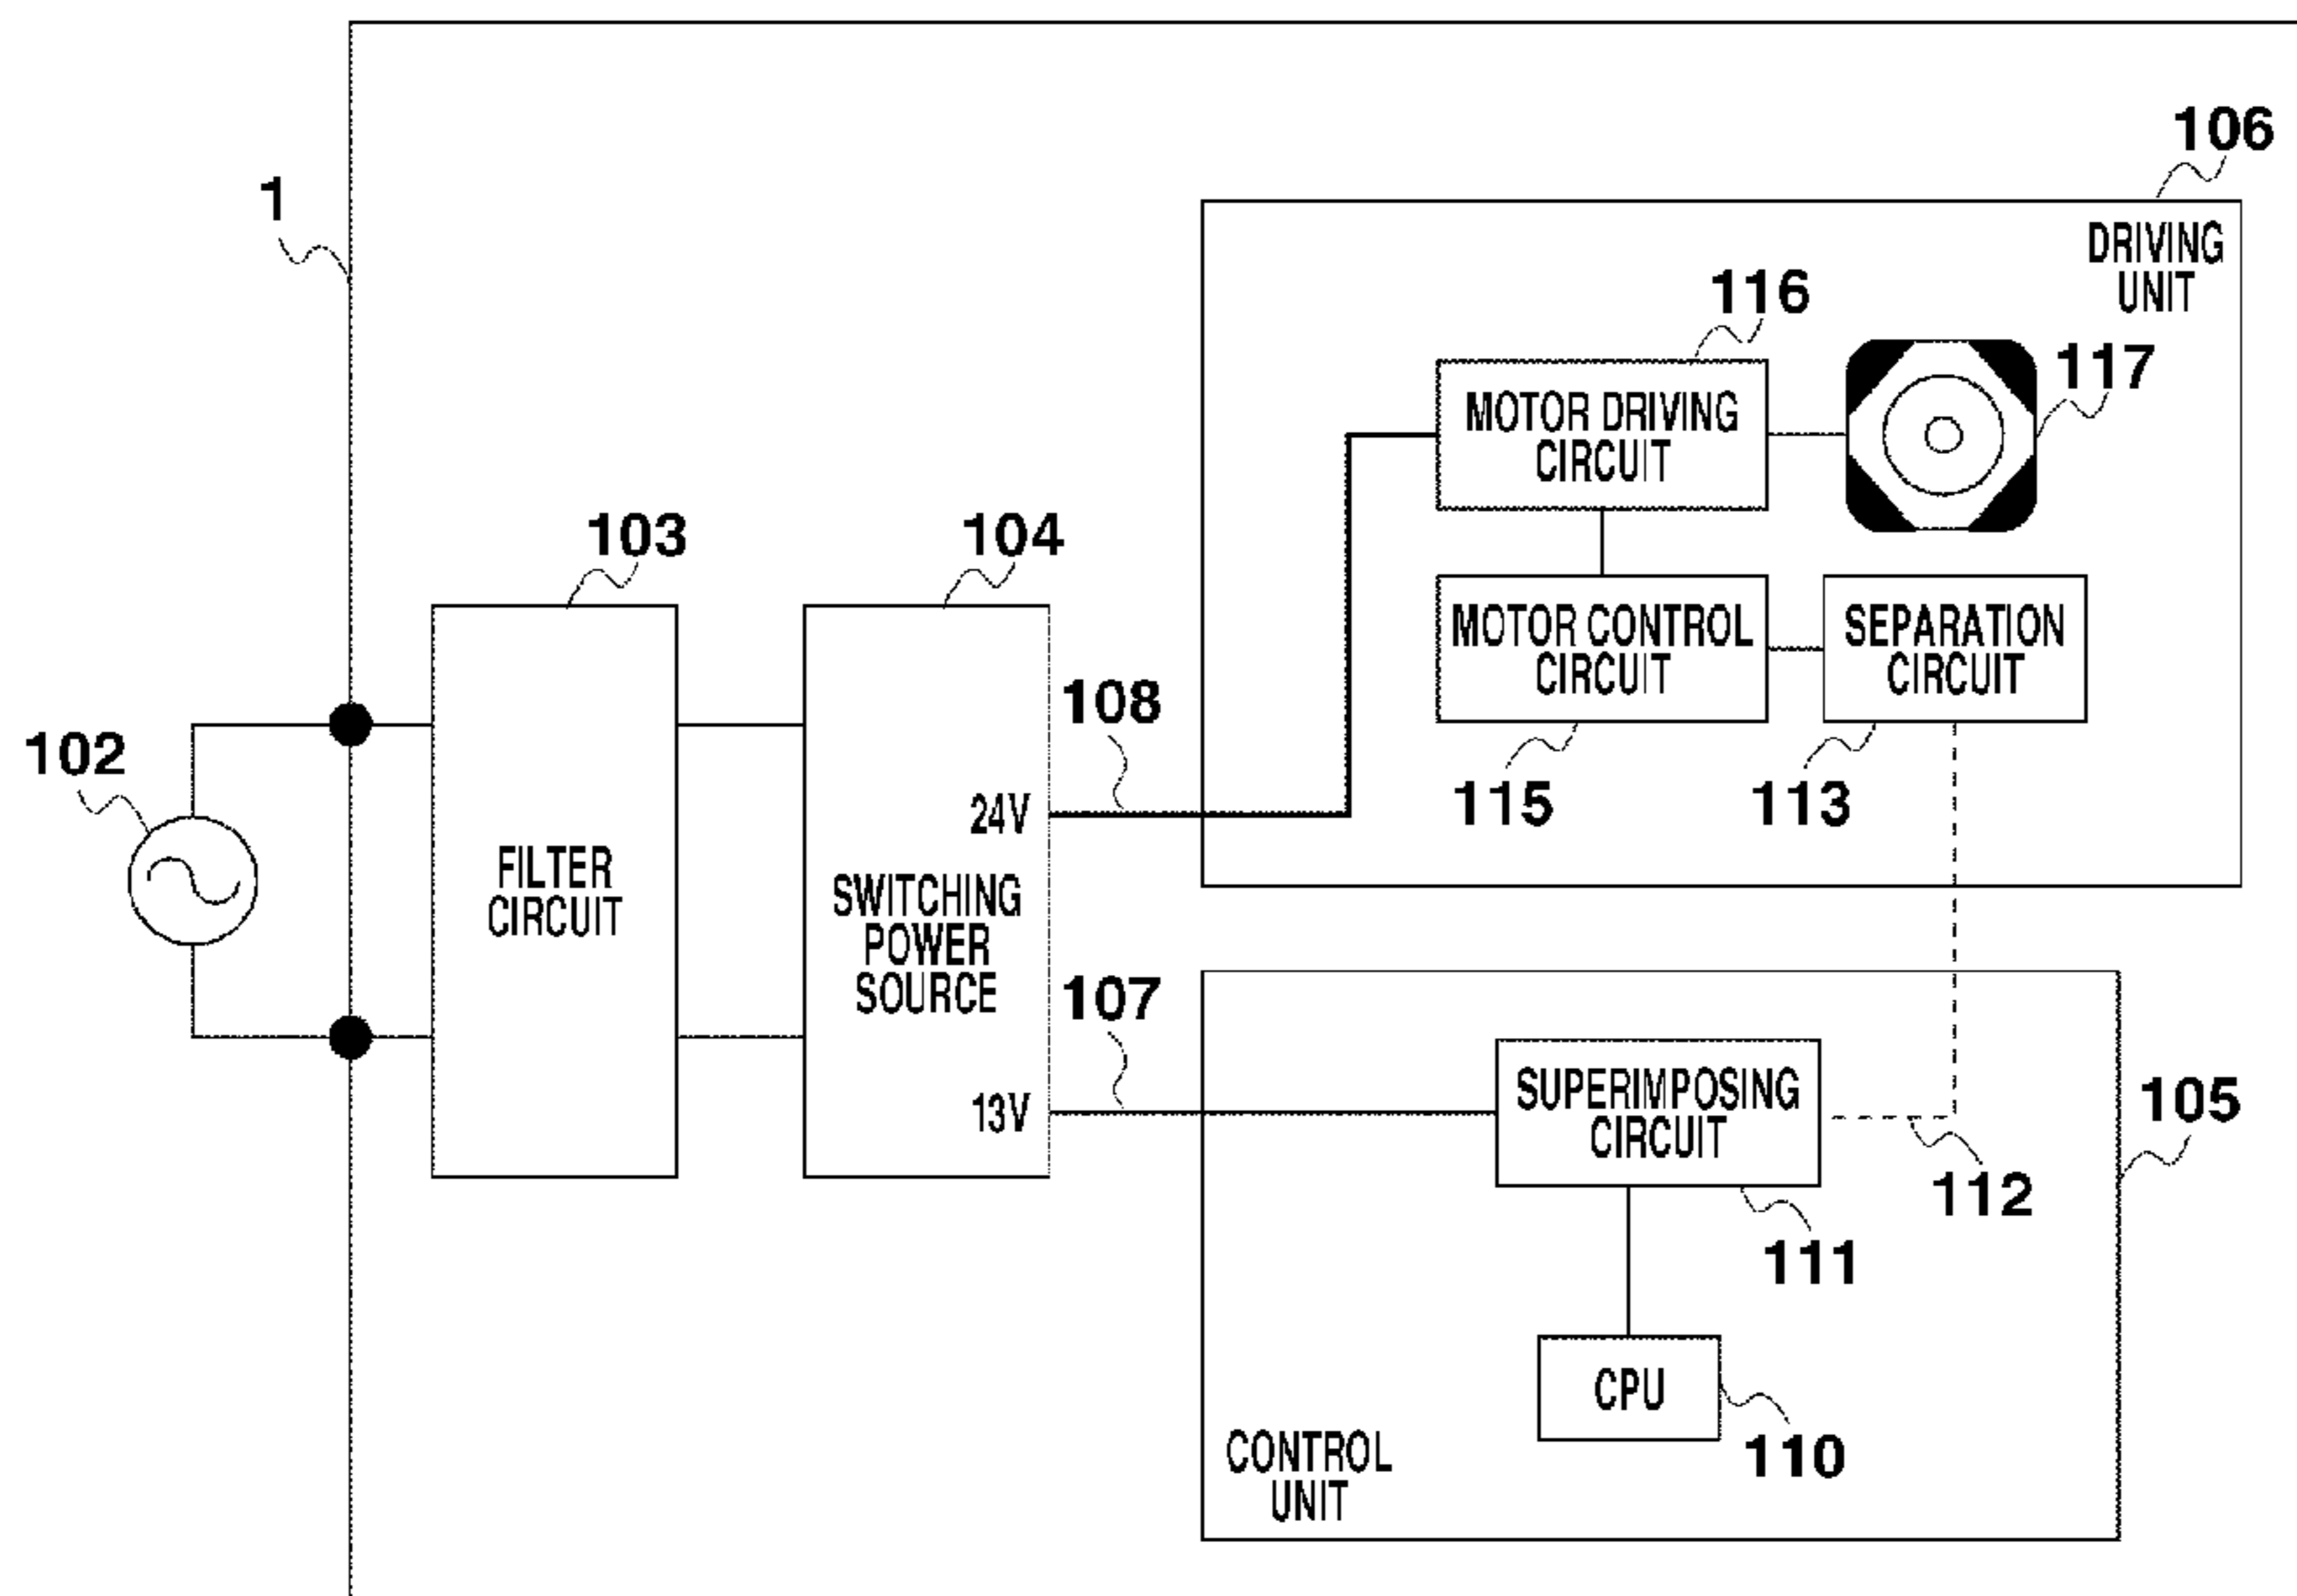 106
1
DRIVING
UNIT
116
117
MOTOR DRIVING
CIRCUIT
103
104
MOTOR CONTROL
CIRCUIT
SEPARATION
CIRCUIT
108
102
115
113
24V
FILTER
CIRCUIT
SWITCHING
POWER
SOURCE
107
13V
SUPERIMPOSING
CIRCUIT
105
112
111
CPU
110
CONTROL
UNIT